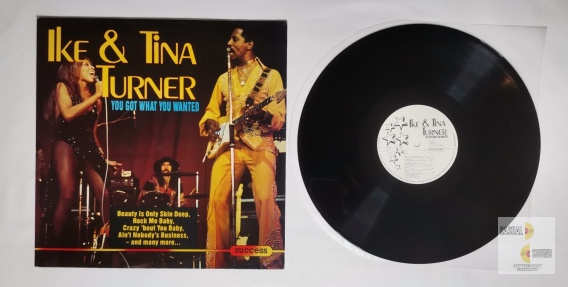 IKE & TINA
TURNER
YOU GOT WHAT YOU WANTED
Beauty Is Only Skin Deep,
Rock Me Baby,
Crazy 'bout You Baby,
Ain't Nobody's Business,
- and many more...
success
IKE & TINA
TURNER
SOUND